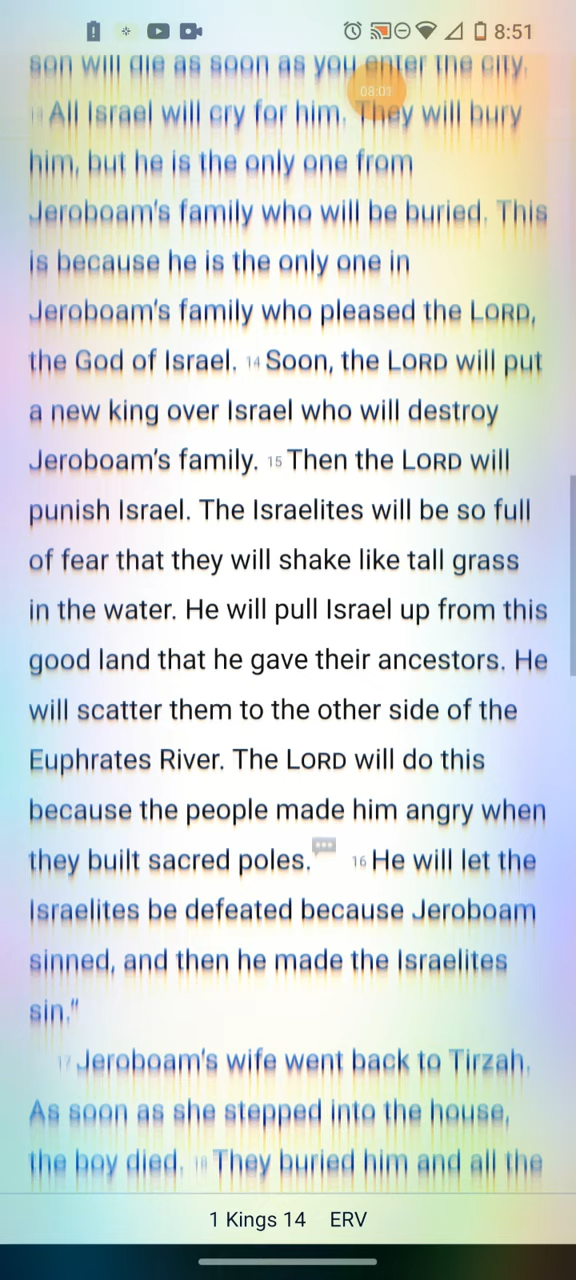 8:51
son will die as soon as you enter the city.
08:01
13 All Israel will cry for him. They will bury
him, but he is the only one from
Jeroboam's family who will be buried. This
is because he is the only one in
Jeroboam's family who pleased the LORD,
the God of Israel. 14 Soon, the LORD will put
a new king over Israel who will destroy
Jeroboam's family. 15 Then the LORD will
punish Israel. The Israelites will be so full
of fear that they will shake like tall grass
in the water. He will pull Israel up from this
good land that he gave their ancestors. He
will scatter them to the other side of the
Euphrates River. The LORD will do this
because the people made him angry when
they built sacred poles. 16 He will let the
Israelites be defeated because Jeroboam
sinned, and then he made the Israelites
sin."
17 Jeroboam's wife went back to Tirzah.
As soon as she stepped into the house,
the boy died. 18 They buried him and all the
1 Kings 14 ERV